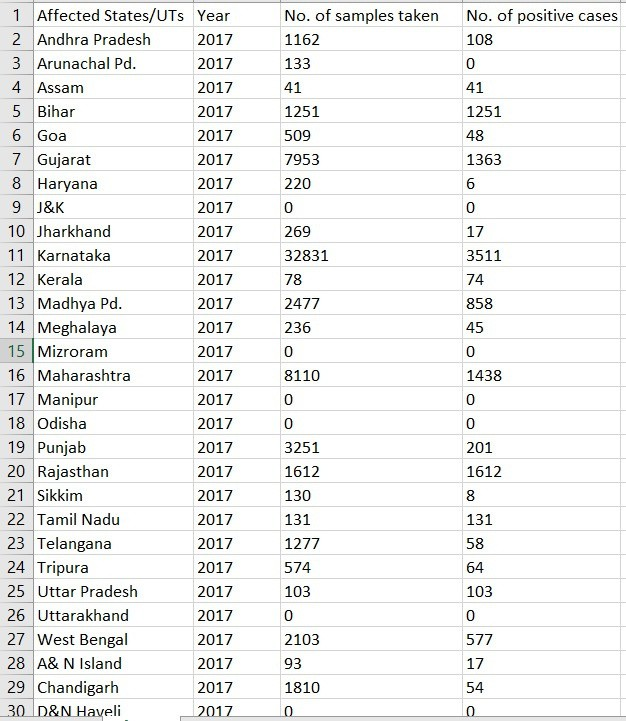 1 Affected States/UTs Year No. of samples taken No. of positive cases
2 Andhra Pradesh 2017 1162 108
3 Arunachal Pd. 2017 133 0
4 Assam 2017 41 41
5 Bihar 2017 1251 1251
6 Goa 2017 509 48
7 Gujarat 2017 7953 1363
8 Haryana 2017 220 6
9 J&K 2017 0 0
10 Jharkhand 2017 269 17
11 Karnataka 2017 32831 3511
12 Kerala 2017 78 74
13 Madhya Pd. 2017 2477 858
14 Meghalaya 2017 236 45
15 Mizroram 2017 0 0
16 Maharashtra 2017 8110 1438
17 Manipur 2017 0 0
18 Odisha 2017 0 0
19 Punjab 2017 3251 201
20 Rajasthan 2017 1612 1612
21 Sikkim 2017 130 8
22 Tamil Nadu 2017 131 131
23 Telangana 2017 1277 58
24 Tripura 2017 574 64
25 Uttar Pradesh 2017 103 103
26 Uttarakhand 2017 0 0
27 West Bengal 2017 2103 577
28 A& N Island 2017 93 17
29 Chandigarh 2017 1810 54
30 D&N Haveli 2017 0 0